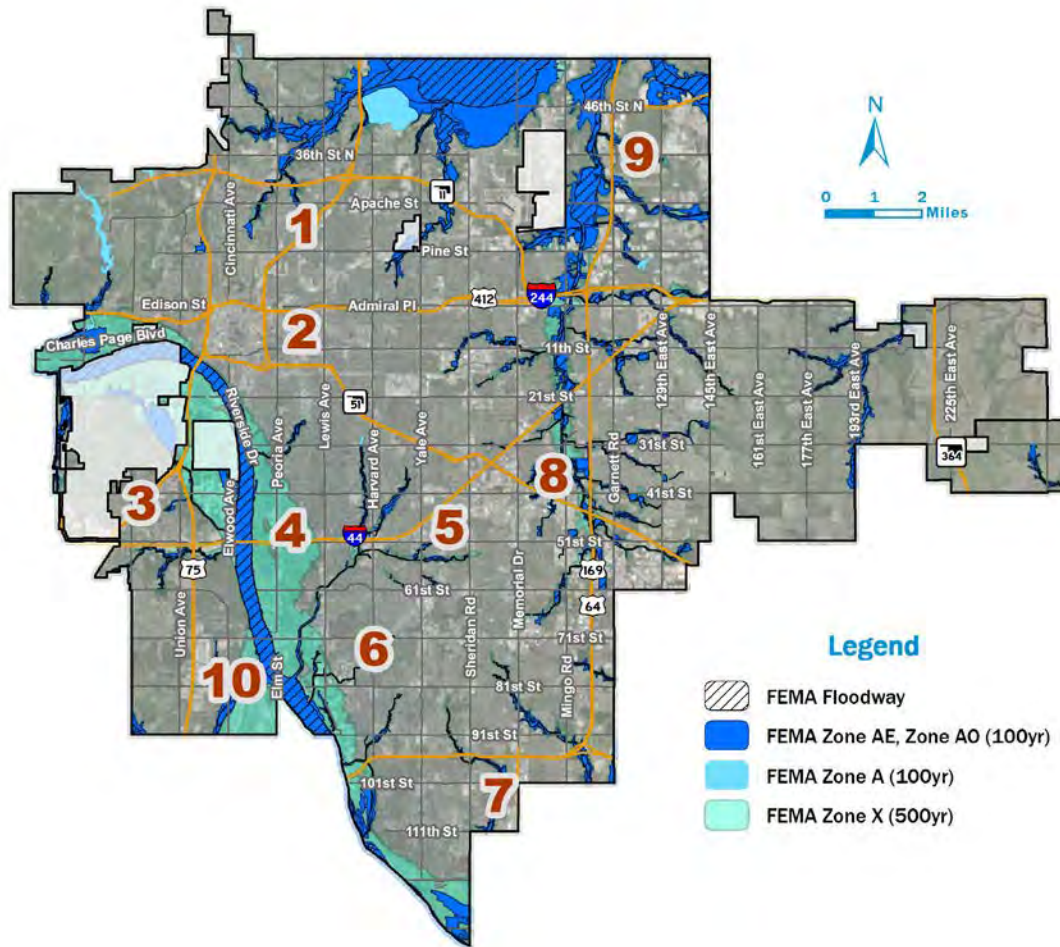 46th St N
N
9
36th St N
0 1 2
Miles
11
Apache St
Cincinnati Ave
1
Pine St
Edison St
412
244
Admiral Pl
Charles Page Blvd
2
11th St
129th East Ave
145th East Ave
193rd East Ave
225th East Ave
Riverside Dr
Lewis Ave
51
21st St
161st East Ave
177th East Ave
Peoria Ave
Harvard Ave
Yale Ave
31st St
Garnett Rd
364
3
8
41st St
Elwood Ave
4
44
5
51st St
75
169
Memorial Dr
61st St
64
Union Ave
Sheridan Rd
71st St
6
Legend
10
Elm St
81st St
Mingo Rd
FEMA Floodway
91st St
FEMA Zone AE, Zone AO (100yr)
101st St
7
FEMA Zone A (100yr)
111th St
FEMA Zone X (500yr)